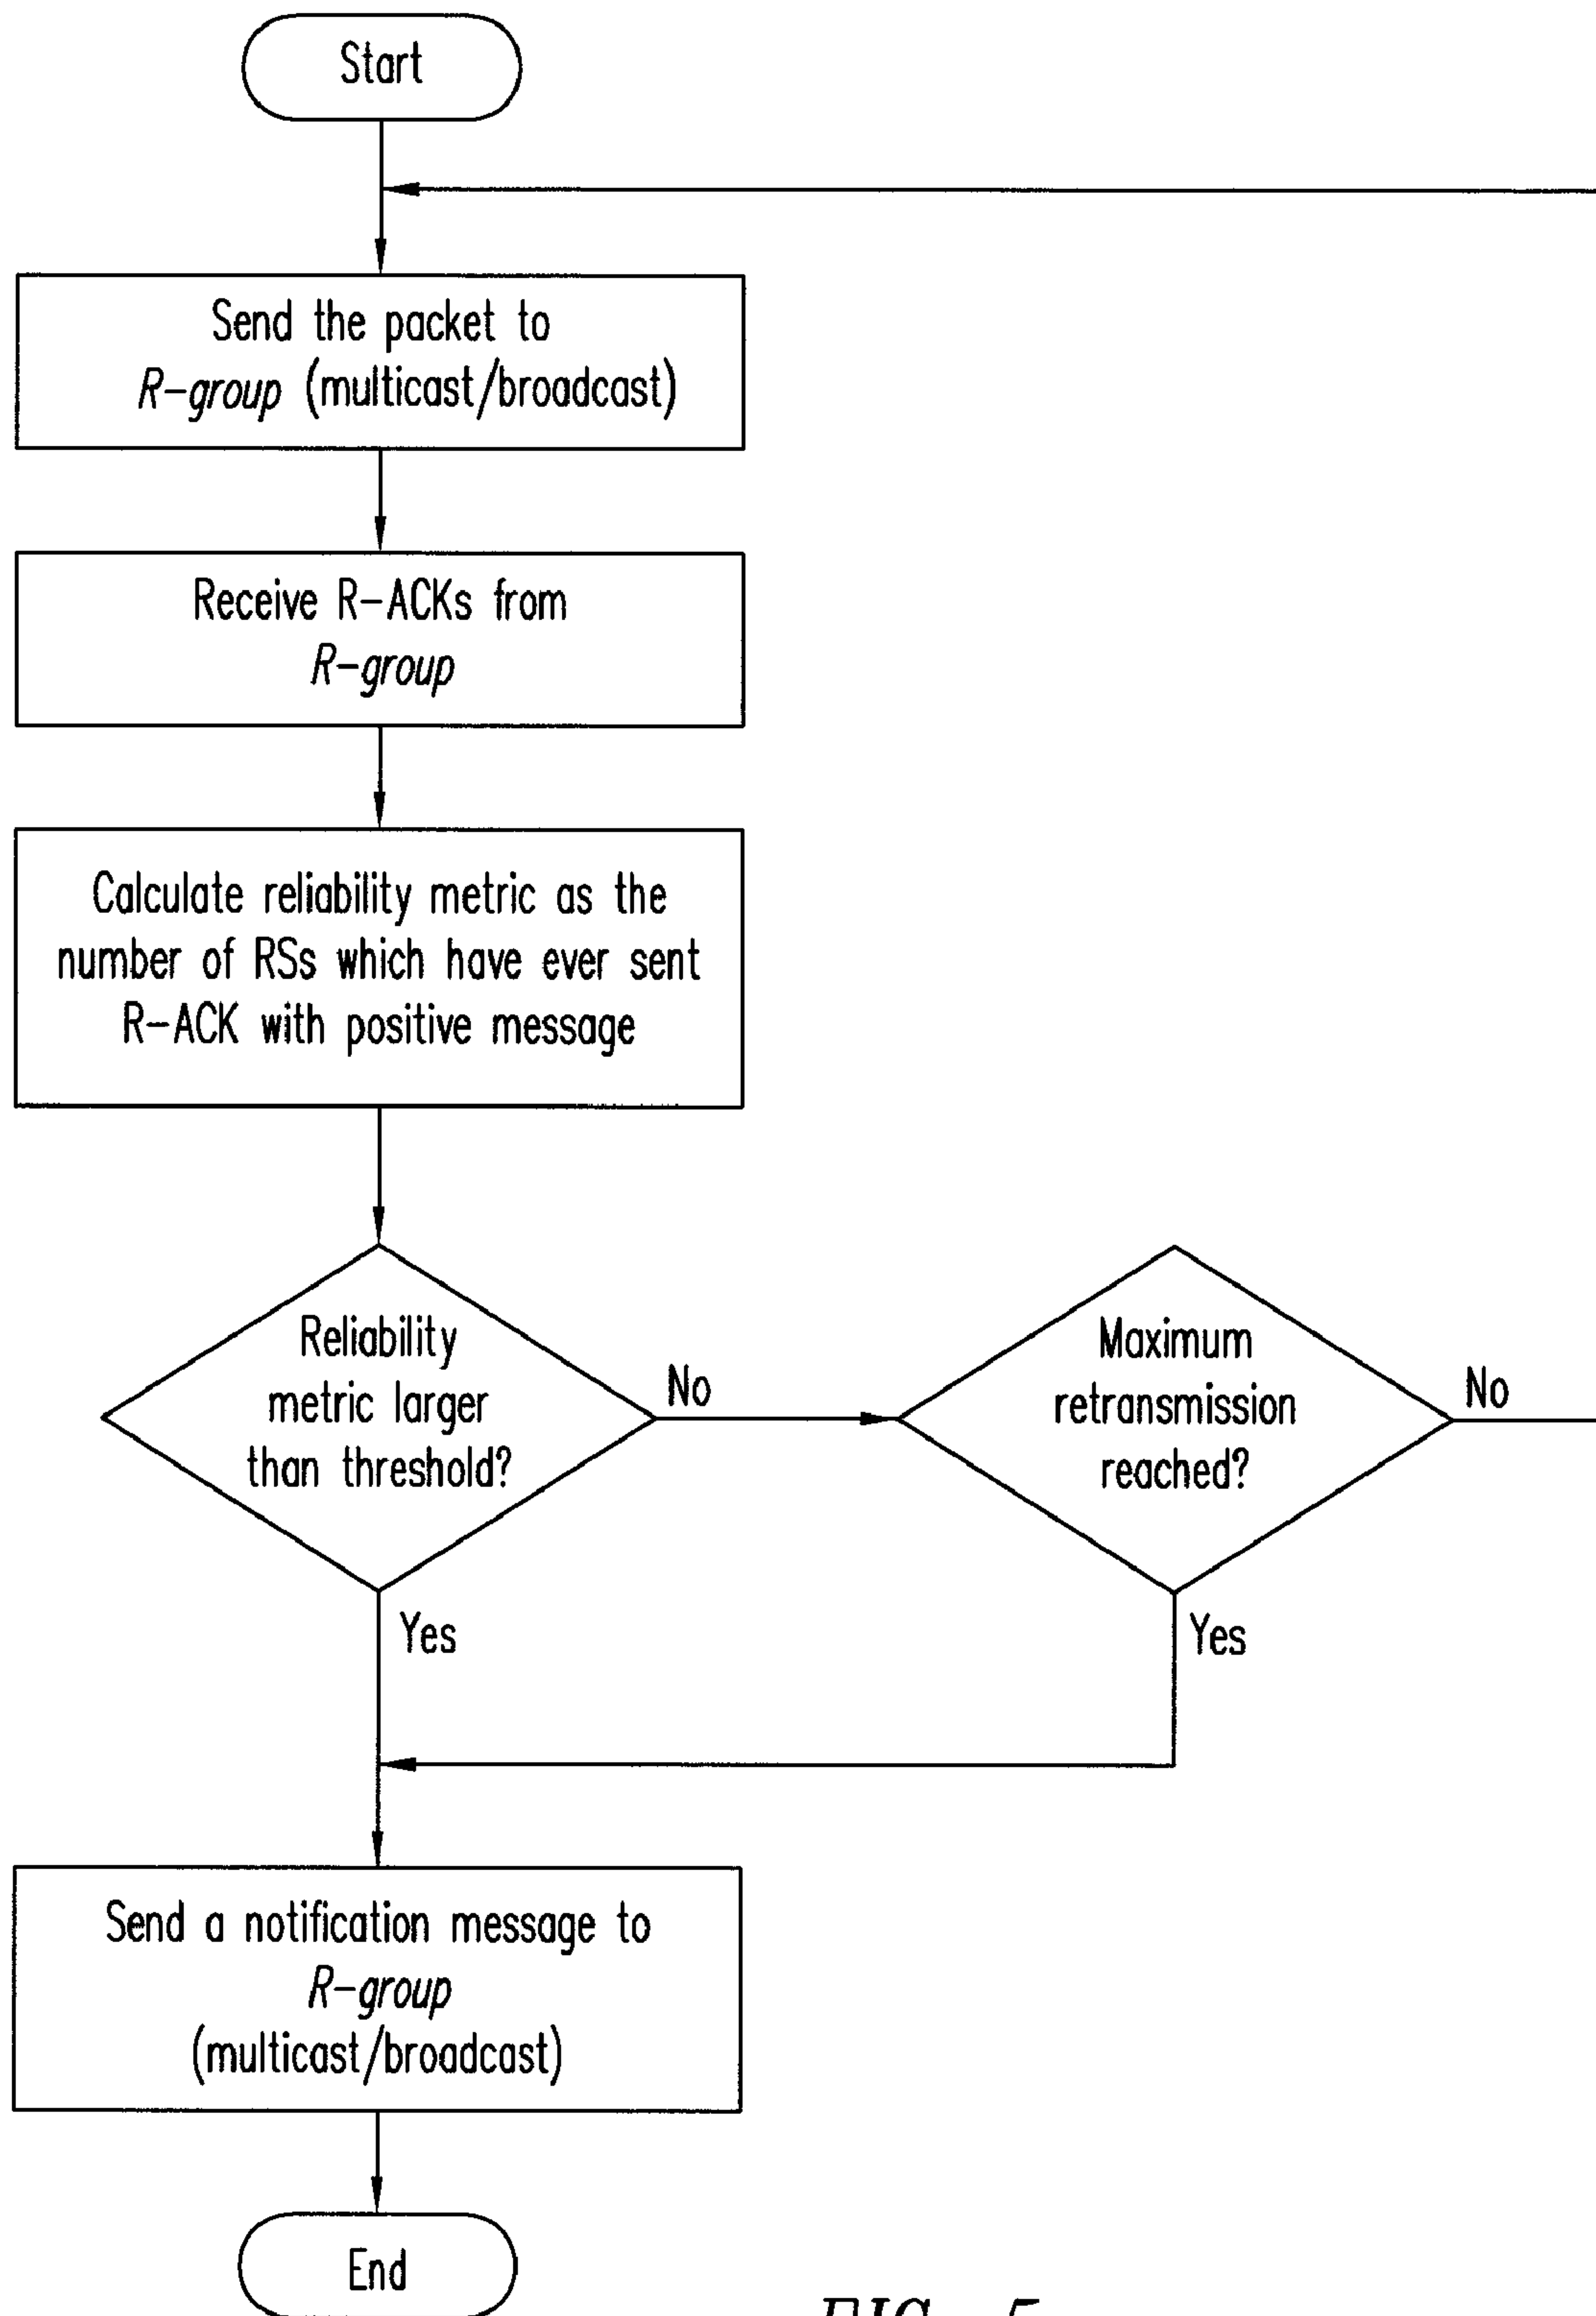 Start
Send the packet to
R-group (multicast/broadcast)
Receive R-ACKs from
R-group
Calculate reliability metric as the
number of RSs which have ever sent
R-ACK with positive message
Reliability
metric larger
than threshold?
No
Maximum
retransmission
reached?
No
Yes
Yes
Send a notification message to
R-group
(multicast/broadcast)
End
FIG. 5